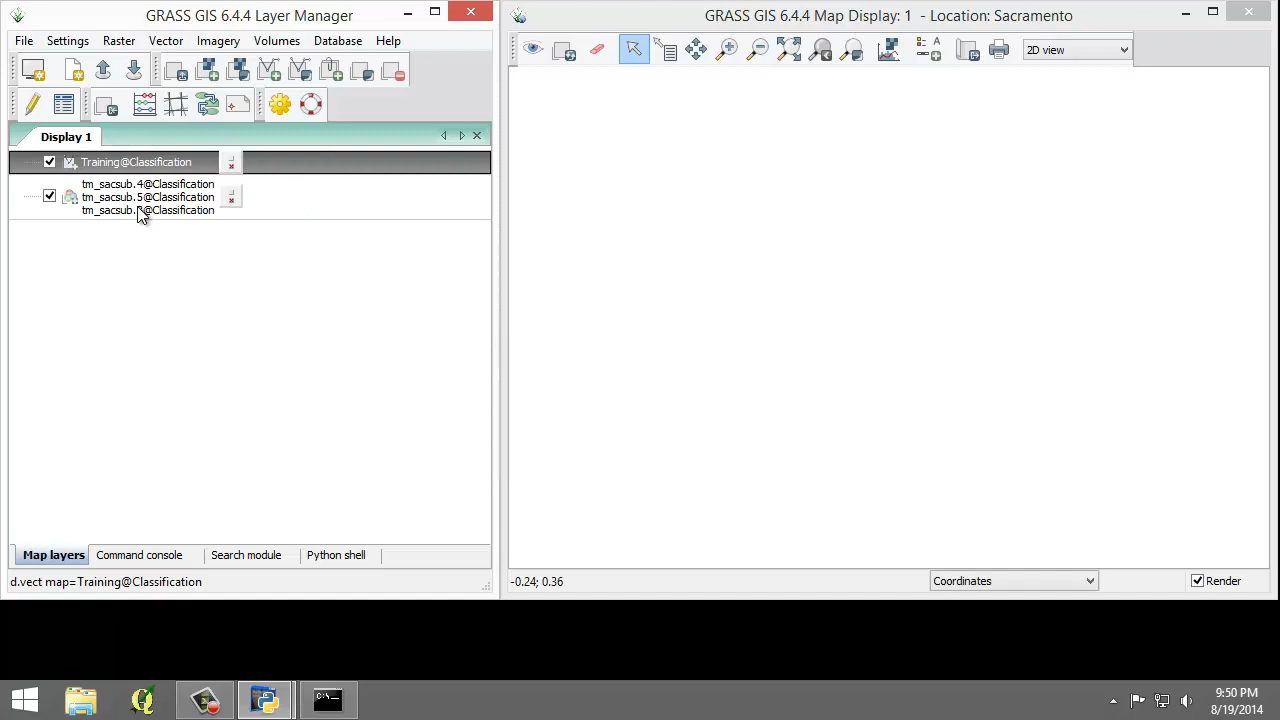 GRASS GIS 6.4.4 Layer Manager
File Settings Raster Vector Imagery Volumes Database Help
Display 1
Training@Classification
tm_sacsub.4@Classification
tm_sacsub.5@Classification
tm_sacsub. @Classification
Map layers Command console Search module Python shell
d.vect map=Training@Classification
GRASS GIS 6.4.4 Map Display: 1 - Location: Sacramento
2D view
-0.24; 0.36
Coordinates
Render
9:50 PM
8/19/2014